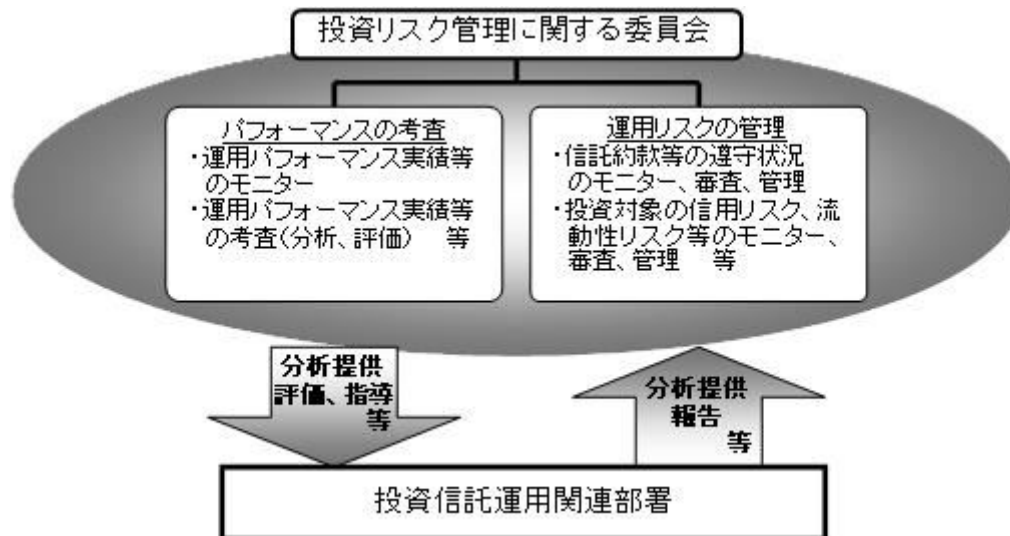 投資リスク管理に関する委員会
パフォーマンスの考査
・運用パフォーマンス実績等
のモニター
・運用パフォーマンス実績等
の考査(分析、評価) 等
運用リスクの管理
・信託約款等の遵守状況
のモニター、審査、管理
・投資対象の信用リスク、流
動性リスク等のモニター、
審査、管理 等
分析提供
評価、指導
等
分析提供
報告
等
投資信託運用関連部署